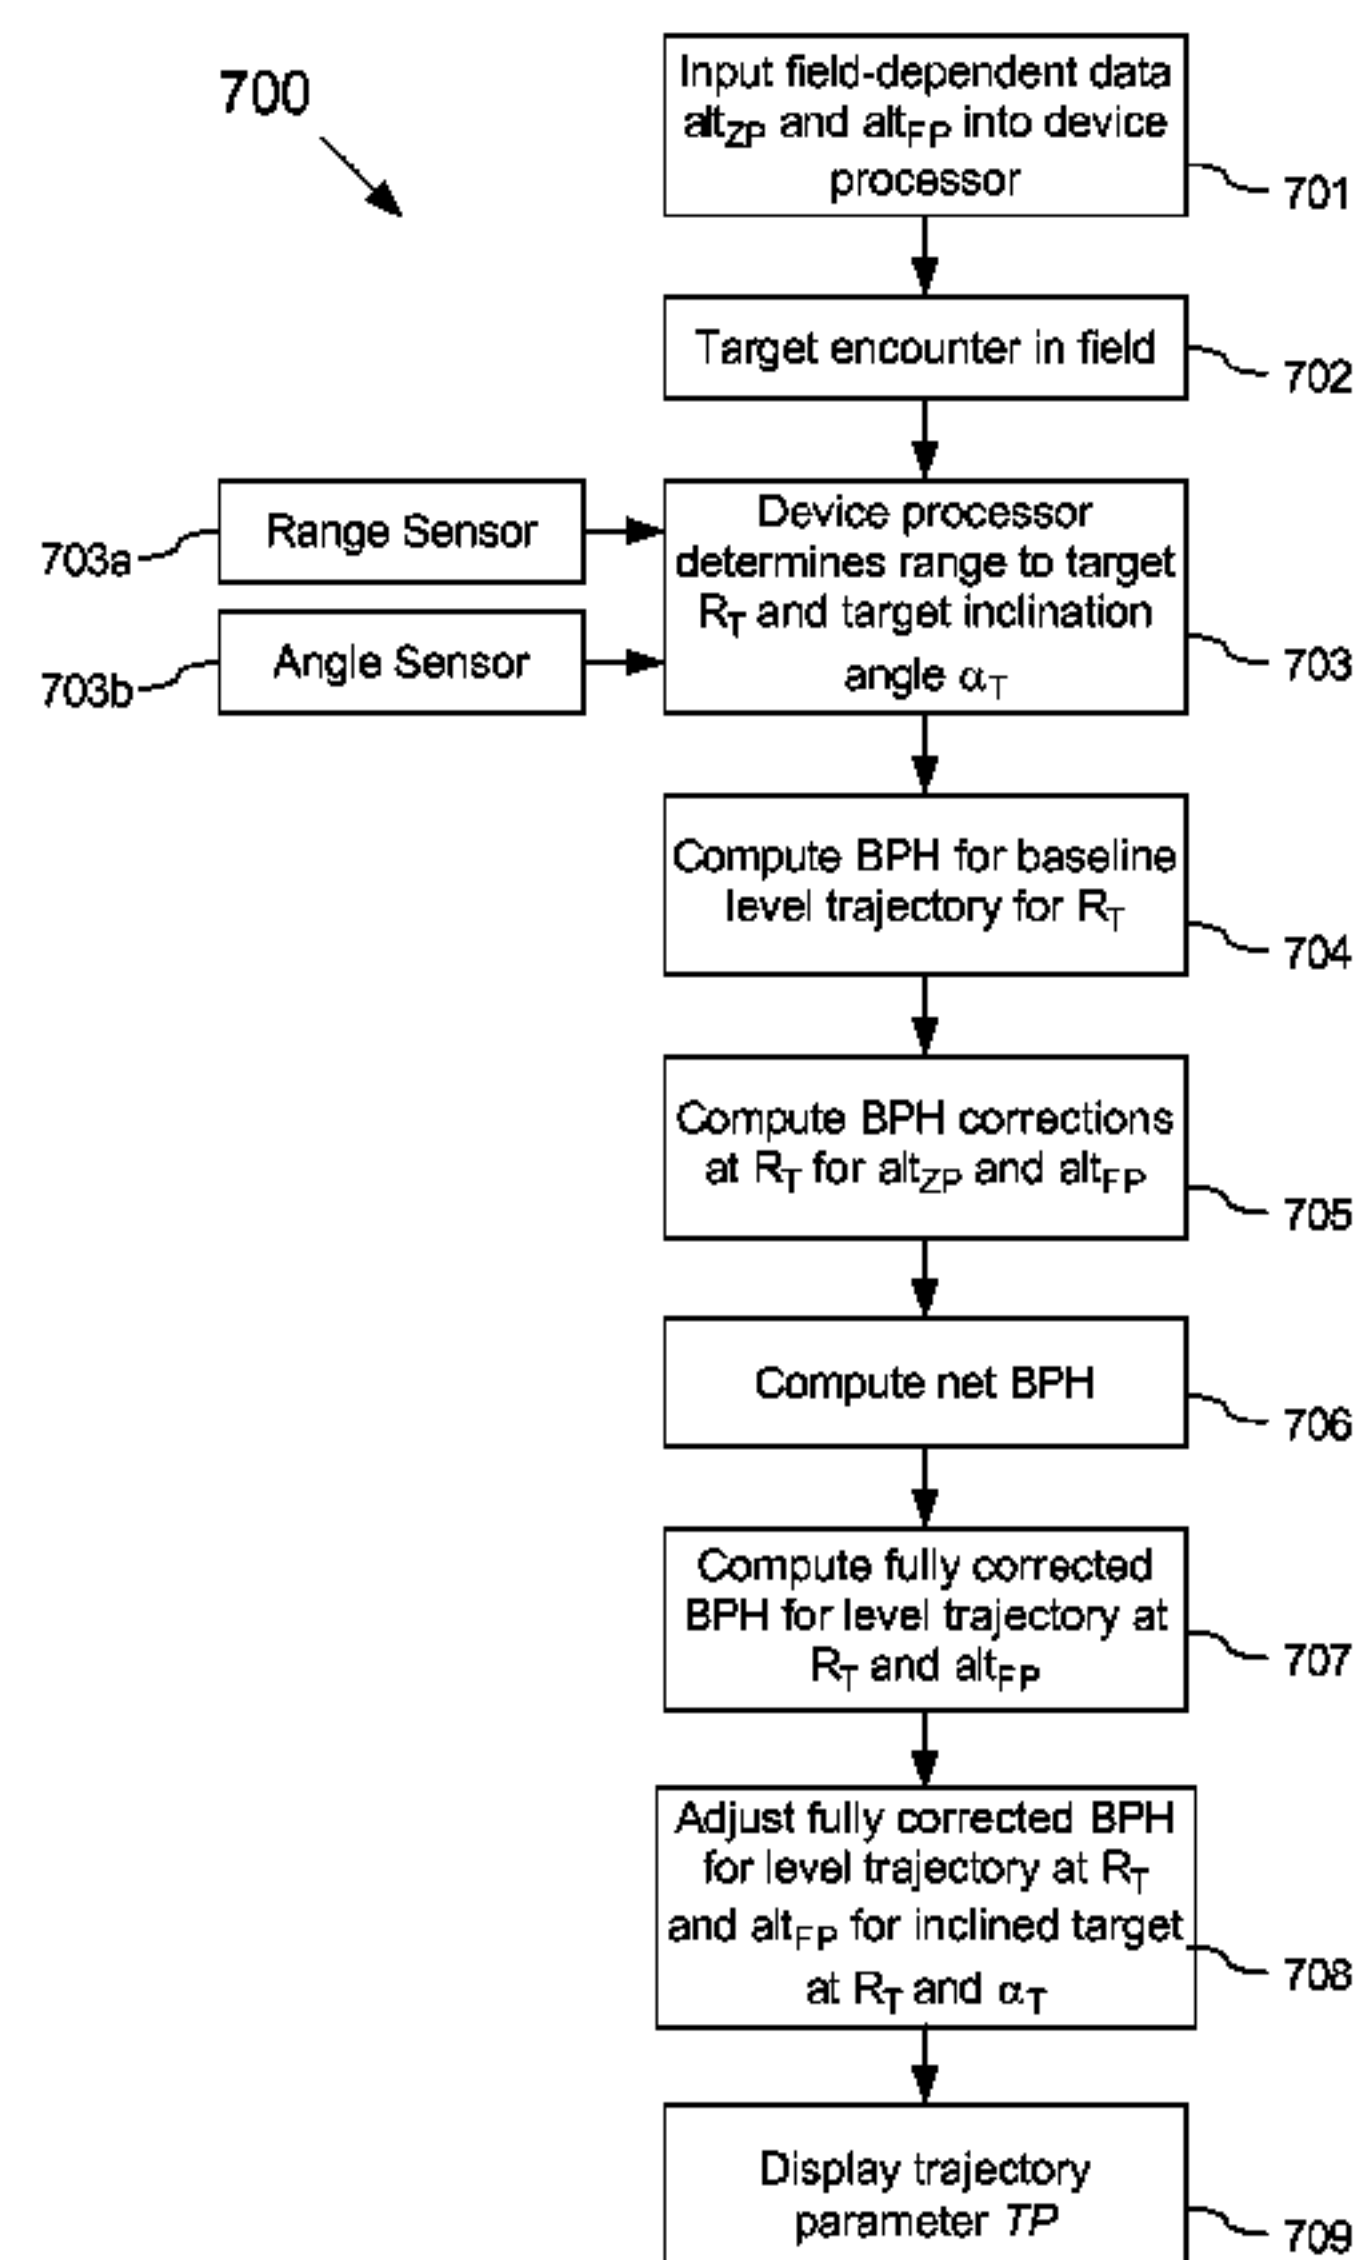 700
Input field-dependent data
altZP and altFP into device
processor
701
Target encounter in field
702
Range Sensor
703a
Angle Sensor
703b
Device processor
determines range to target
RT and target inclination
angle αT
703
Compute BPH for baseline
level trajectory for RT
704
Compute BPH corrections
at RT for altZP and altFP
705
Compute net BPH
706
Compute fully corrected
BPH for level trajectory at
RT and altFP
707
Adjust fully corrected BPH
for level trajectory at RT
and altFP for inclined target
at RT and αT
708
Display trajectory
parameter TP
709